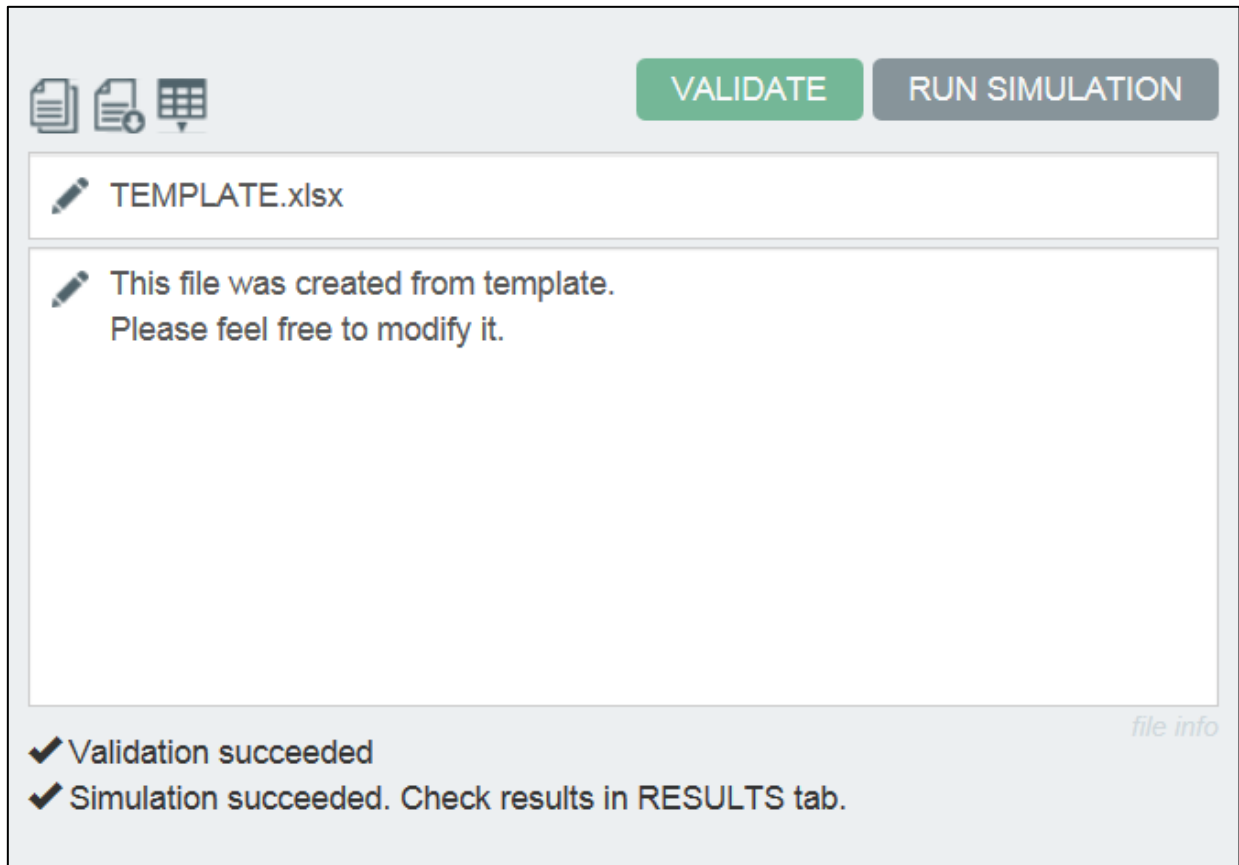 VALIDATE
RUN SIMULATION
TEMPLATE.xlsx
This file was created from template.
Please feel free to modify it.
file info
Validation succeeded
Simulation succeeded. Check results in RESULTS tab.